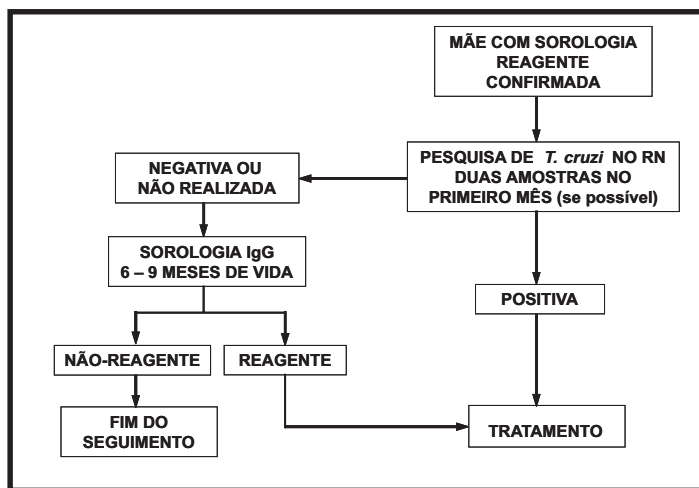 MÃE COM SOROLOGIA
REAGENTE
CONFIRMADA
PESQUISA DE T. cruzi NO RN
DUAS AMOSTRAS NO
PRIMEIRO MÊS (se possível)
NEGATIVA OU
NÃO REALIZADA
SOROLOGIA IgG
6 – 9 MESES DE VIDA
POSITIVA
NÃO-REAGENTE
REAGENTE
FIM DO
SEGUIMENTO
TRATAMENTO